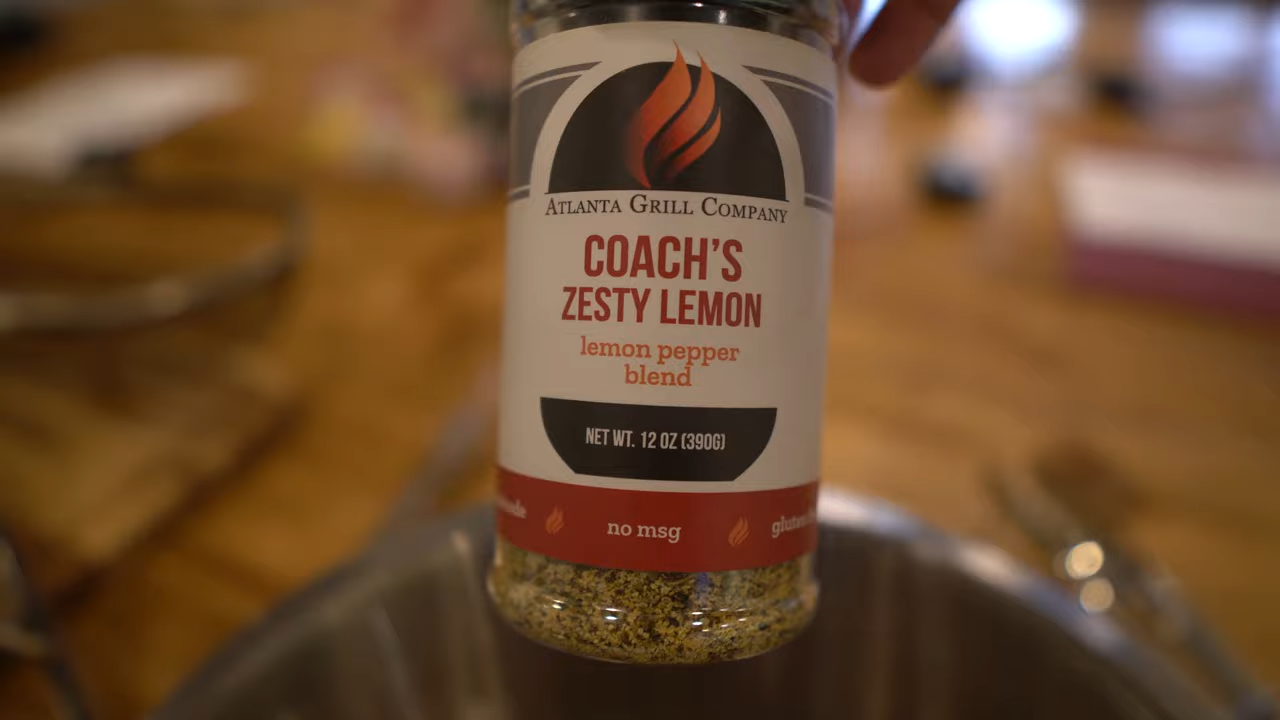 ATLANTA GRILL COMPANY
COACH'S
ZESTY LEMON
lemon pepper
blend
NET WT. 12 OZ (390G)
no msg